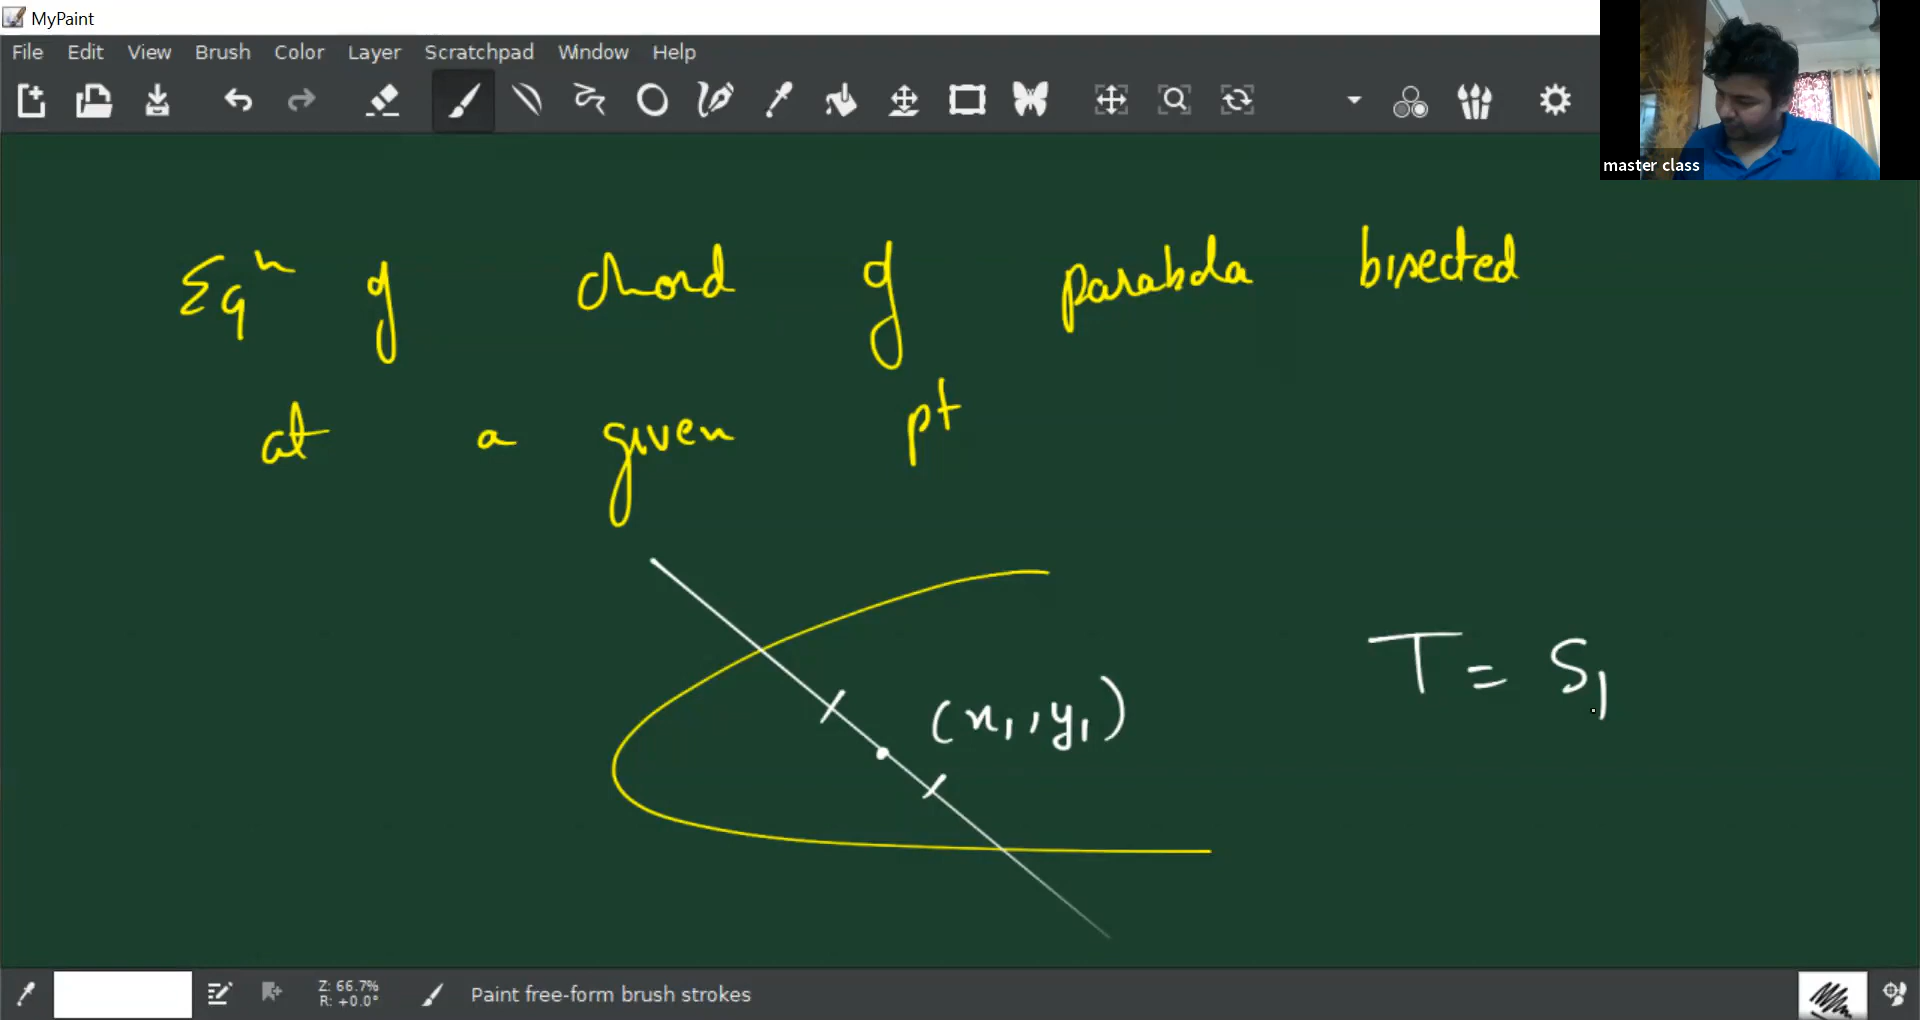 MyPaint
File Edit View Brush Color Layer Scratchpad Window Help
master class
Eqⁿ of chord of parabola bisected
at a given pt
T = S₁
(x₁, y₁)
Z: 66.7%
R: +0.0°
Paint free-form brush strokes